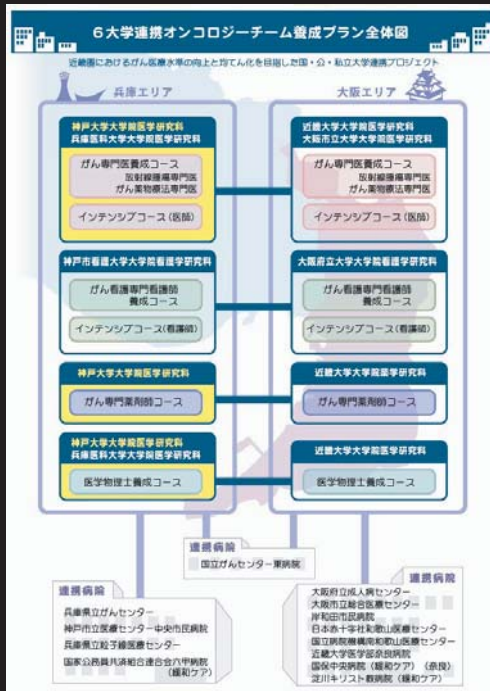 6大学連携オンコロジーチーム養成プラン全体図
近畿圏におけるがん医療水準の向上と均てん化を目指した国・公・私立大学連携プロジェクト
兵庫エリア
神戸大学大学院医学研究科
兵庫医科大学大学院医学研究科
がん専門医養成コース
放射線腫瘍専門医
がん薬物療法専門医
インテンシブコース(医師)
神戸市看護大学大学院看護学研究科
がん看護専門看護師
養成コース
インテンシブコース(看護師)
神戸大学大学院医学研究科
がん専門薬剤師コース
神戸大学大学院医学研究科
兵庫医科大学大学院医学研究科
医学物理士養成コース
大阪エリア
近畿大学大学院医学研究科
大阪市立大学大学院医学研究科
がん専門医養成コース
放射線腫瘍専門医
がん薬物療法専門医
インテンシブコース(医師)
大阪府立大学大学院看護学研究科
がん看護専門看護師
養成コース
インテンシブコース(看護師)
近畿大学大学院薬学研究科
がん専門薬剤師コース
近畿大学大学院医学研究科
医学物理士養成コース
連携病院
国立がんセンター東病院
連携病院
兵庫県立がんセンター
神戸市立医療センター中央市民病院
兵庫県立粒子線医療センター
国家公務員共済組合連合会六甲病院
(緩和ケア)
連携病院
大阪府立成人病センター
大阪市立総合医療センター
岸和田市民病院
日本赤十字社和歌山医療センター
国立病院機構南和歌山医療センター
近畿大学医学部奈良病院
国保中央病院(緩和ケア)(奈良)
淀川キリスト教病院(緩和ケア)